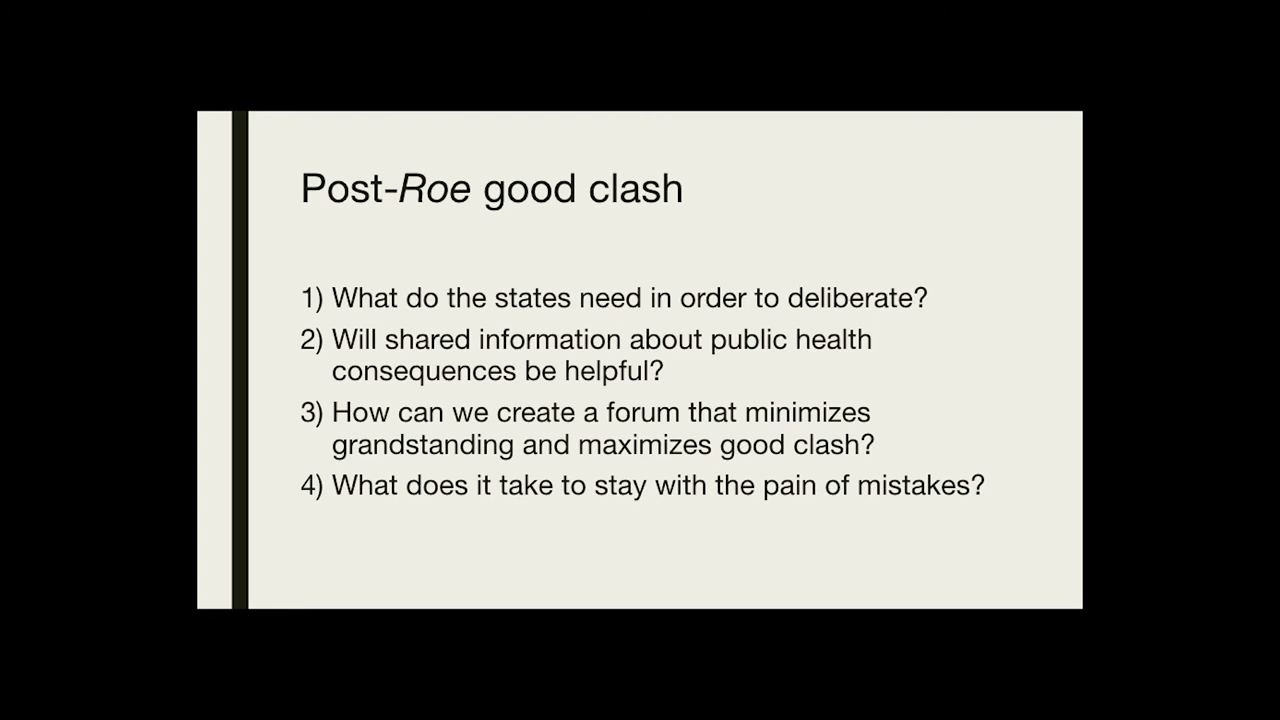 Post-Roe good clash
1) What do the states need in order to deliberate?
2) Will shared information about public health
consequences be helpful?
3) How can we create a forum that minimizes
grandstanding and maximizes good clash?
4) What does it take to stay with the pain of mistakes?